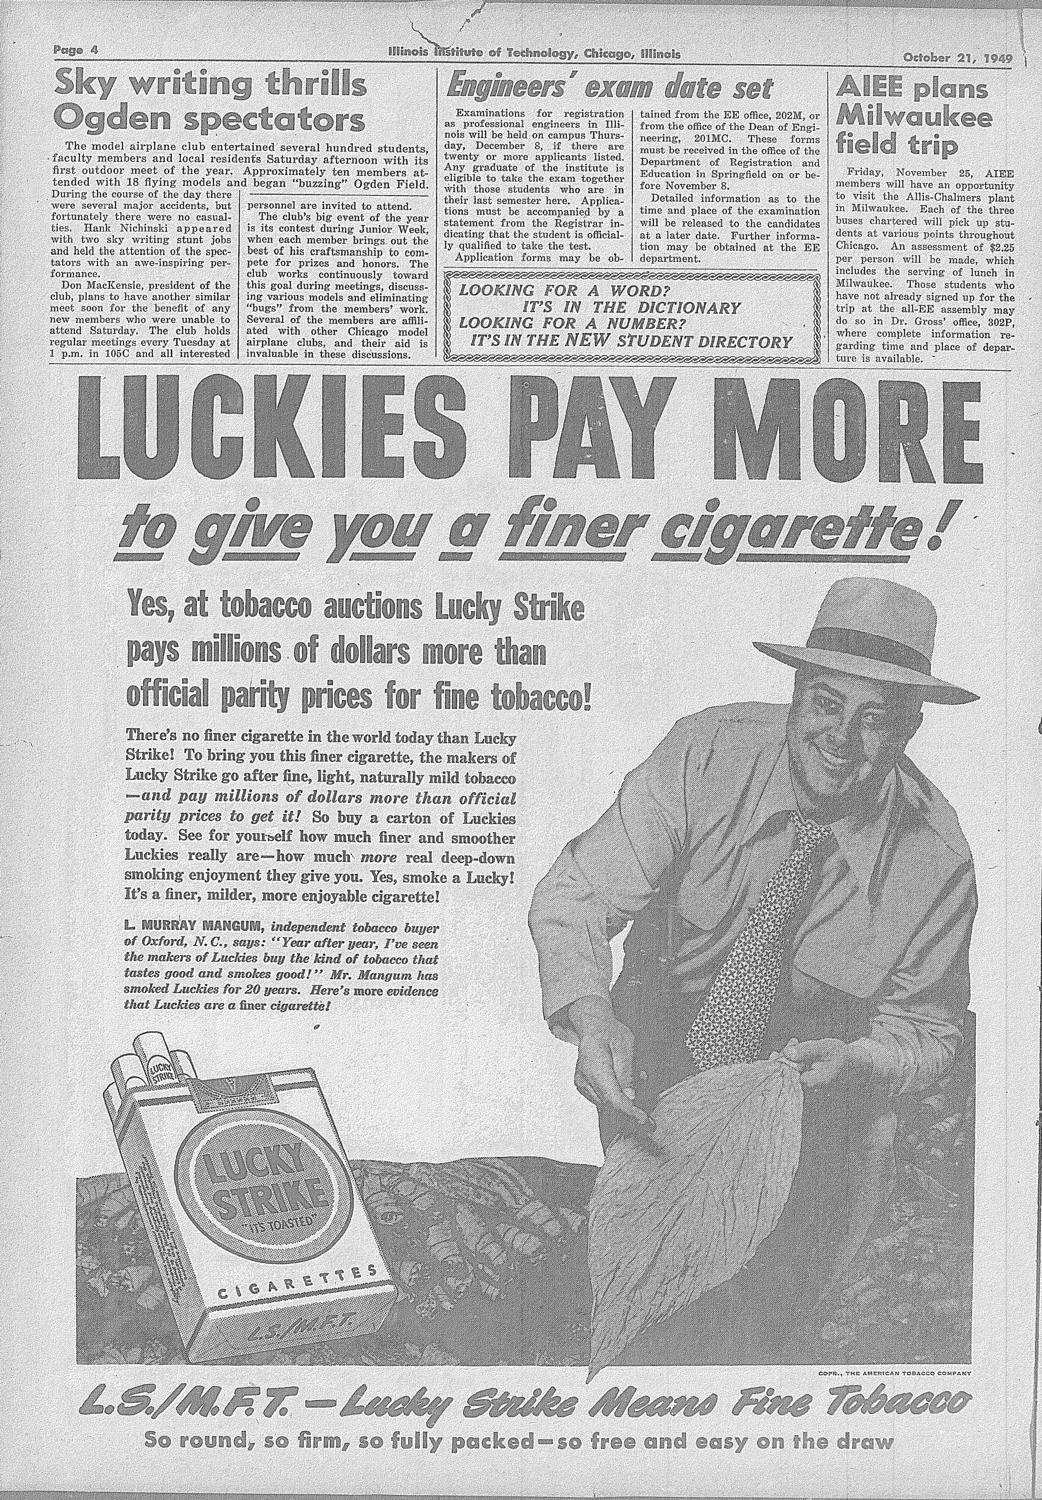 Page 4
Illinois Institute of Technology, Chicago, Illinois
October 21, 1949
Sky writing thrills
Ogden spectators
The model airplane club entertained several hundred students,
faculty members and local residents Saturday afternoon with its
first outdoor meet of the year. Approximately ten members at-
tended with 18 flying models and began "buzzing" Ogden Field.
During the course of the day there
were several major accidents, but
fortunately there were no casual-
ties. Hank Nichinski appeared
with two sky writing stunt jobs
and held the attention of the spec-
tators with an awe-inspiring per-
formance.
Don MacKensie, president of the
club, plans to have another similar
meet soon for the benefit of any
new members who were unable to
attend Saturday. The club holds
regular meetings every Tuesday at
1 p.m. in 105C and all interested
personnel are invited to attend.
The club's big event of the year
is its contest during Junior Week,
when each member brings out the
best of his craftsmanship to com-
pete for prizes and honors. The
club works continuously toward
this goal during meetings, discuss-
ing various models and eliminating
"bugs" from the members' work.
Several of the members are affili-
ated with other Chicago model
airplane clubs, and their aid is
invaluable in these discussions.
Engineers' exam date set
Examinations for registration
as professional engineers in Illi-
nois will be held on campus Thurs-
day, December 8, if there are
twenty or more applicants listed.
Any graduate of the institute is
eligible to take the exam together
with those students who are in
their last semester here. Applica-
tions must be accompanied by a
statement from the Registrar in-
dicating that the student is official-
ly qualified to take the test.
Application forms may be ob-
tained from the EE office, 202M, or
from the office of the Dean of Engi-
neering, 201MC. These forms
must be received in the office of the
Department of Registration and
Education in Springfield on or be-
fore November 8.
Detailed information as to the
time and place of the examination
will be released to the candidates
at a later date. Further informa-
tion may be obtained at the EE
department.
LOOKING FOR A WORD?
IT'S IN THE DICTIONARY
LOOKING FOR A NUMBER?
IT'S IN THE NEW STUDENT DIRECTORY
AIEE plans
Milwaukee
field trip
Friday, November 25, AIEE
members will have an opportunity
to visit the Allis-Chalmers plant
in Milwaukee. Each of the three
buses chartered will pick up stu-
dents at various points throughout
Chicago. An assessment of $2.25
per person will be made, which
includes the serving of lunch in
Milwaukee. Those students who
have not already signed up for the
trip at the all-EE assembly may
do so in Dr. Gross' office, 302P,
where complete information re-
garding time and place of depar-
ture is available.
LUCKIES PAY MORE
to give you a finer cigarette!
Yes, at tobacco auctions Lucky Strike
pays millions of dollars more than
official parity prices for fine tobacco!
There's no finer cigarette in the world today than Lucky
Strike! To bring you this finer cigarette, the makers of
Lucky Strike go after fine, light, naturally mild tobacco
—and pay millions of dollars more than official
parity prices to get it! So buy a carton of Luckies
today. See for yourself how much finer and smoother
Luckies really are—how much more real deep-down
smoking enjoyment they give you. Yes, smoke a Lucky!
It's a finer, milder, more enjoyable cigarette!
L. MURRAY MANGUM, independent tobacco buyer
of Oxford, N. C., says: "Year after year, I've seen
the makers of Luckies buy the kind of tobacco that
tastes good and smokes good!" Mr. Mangum has
smoked Luckies for 20 years. Here's more evidence
that Luckies are a finer cigarette!
LUCKY
STRIKE
LUCKY
STRIKE
"IT'S TOASTED"
CIGARETTES
L.S./M.F.T.
COPR., THE AMERICAN TOBACCO COMPANY
L.S./M.F.T. — Lucky Strike Means Fine Tobacco
So round, so firm, so fully packed—so free and easy on the draw